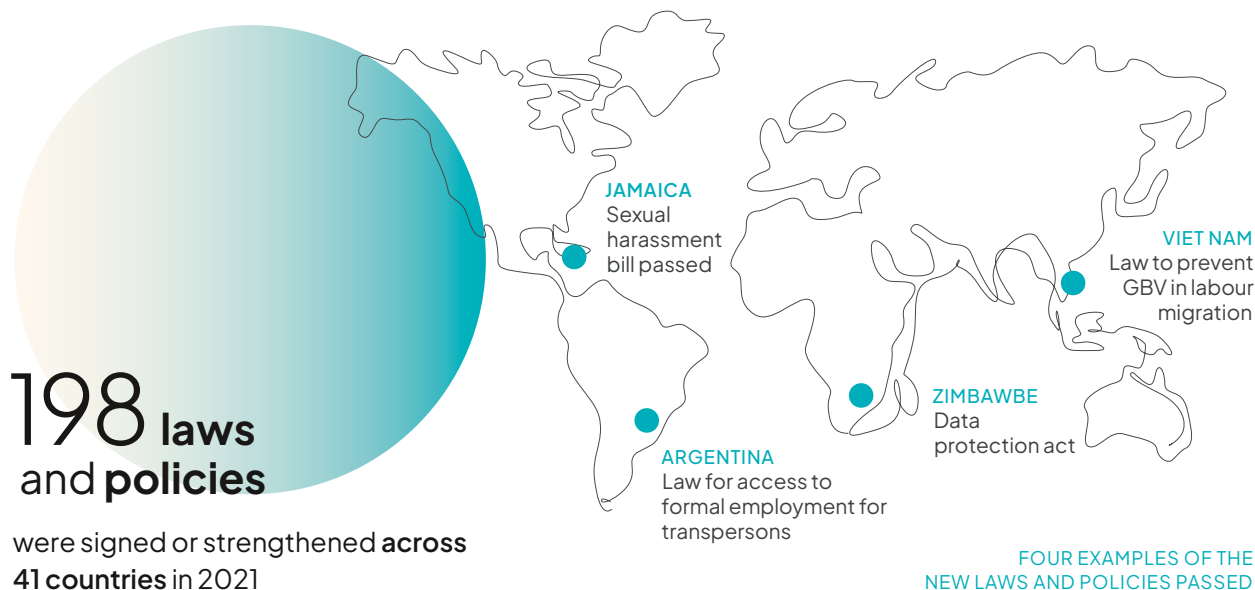 JAMAICA
Sexual
harassment
bill passed
VIET NAM
Law to prevent
GBV in labour
migration
198 laws
and policies
were signed or strengthened across
41 countries in 2021
ZIMBAWBE
Data
protection act
ARGENTINA
Law for access to
formal employment for
transpersons
FOUR EXAMPLES OF THE
NEW LAWS AND POLICIES PASSED